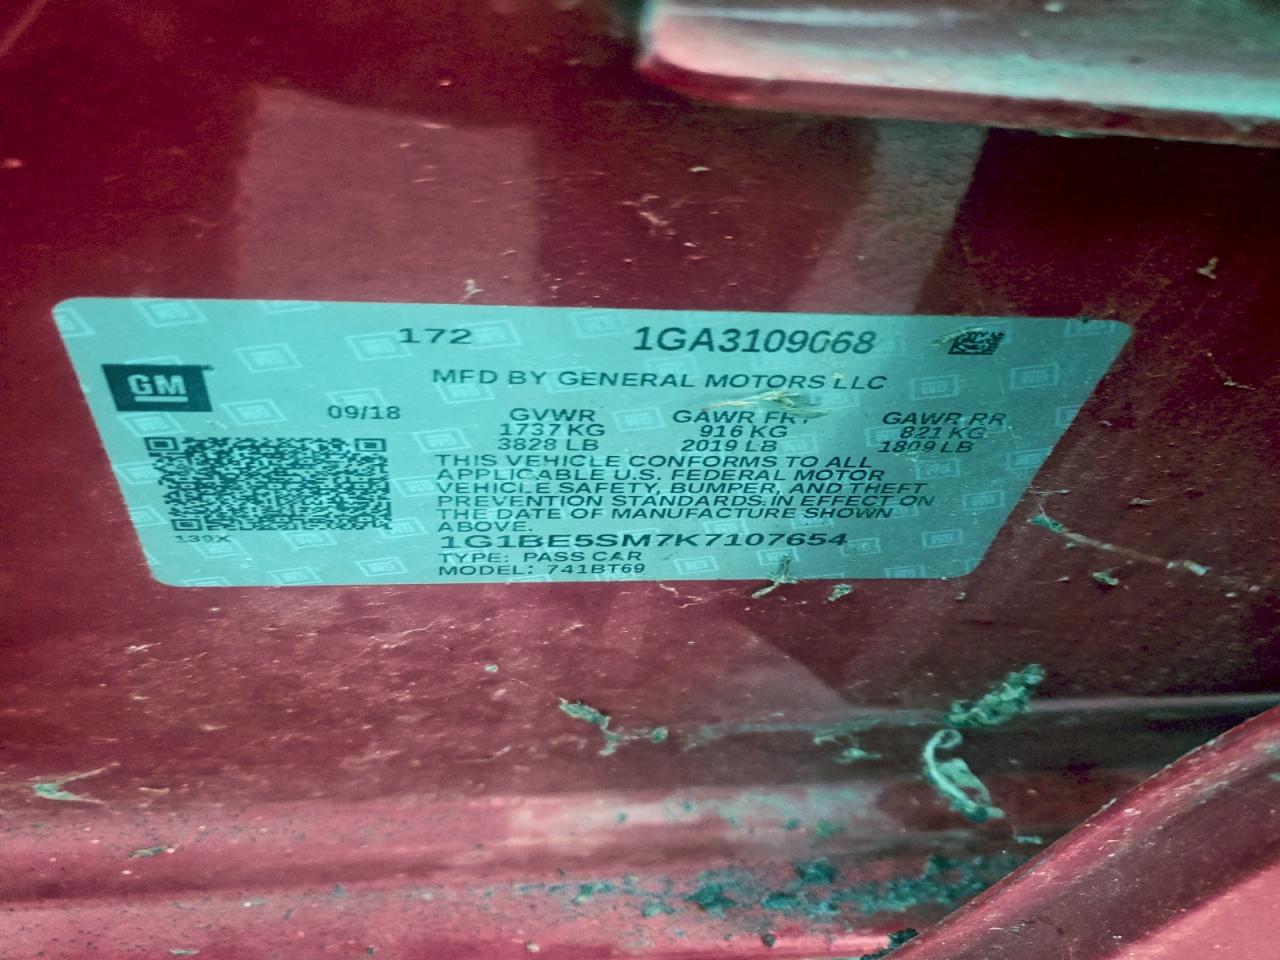 172 1GA3109068
GM
MFD BY GENERAL MOTORS LLC
09/18 GVWR GAWR FRT GAWR RR
1737 KG 916 KG 821 KG
3828 LB 2019 LB 1809 LB
THIS VEHICLE CONFORMS TO ALL
APPLICABLE U.S. FEDERAL MOTOR
VEHICLE SAFETY, BUMPER, AND THEFT
PREVENTION STANDARDS IN EFFECT ON
THE DATE OF MANUFACTURE SHOWN
ABOVE.
1G1BE5SM7K7107654
TYPE: PASS CAR
MODEL: 741BT69